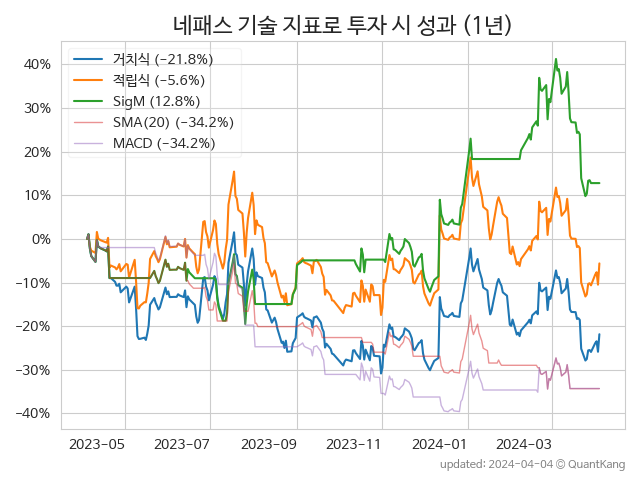 네패스 기술 지표로 투자 시 성과 (1년)
거치식 (−21.8%)
적립식 (−5.6%)
SigM (12.8%)
SMA(20) (−34.2%)
MACD (−34.2%)
40%
30%
20%
10%
0%
−10%
−20%
−30%
−40%
2023-05 2023-07 2023-09 2023-11 2024-01 2024-03
updated: 2024-04-04 © QuantKang